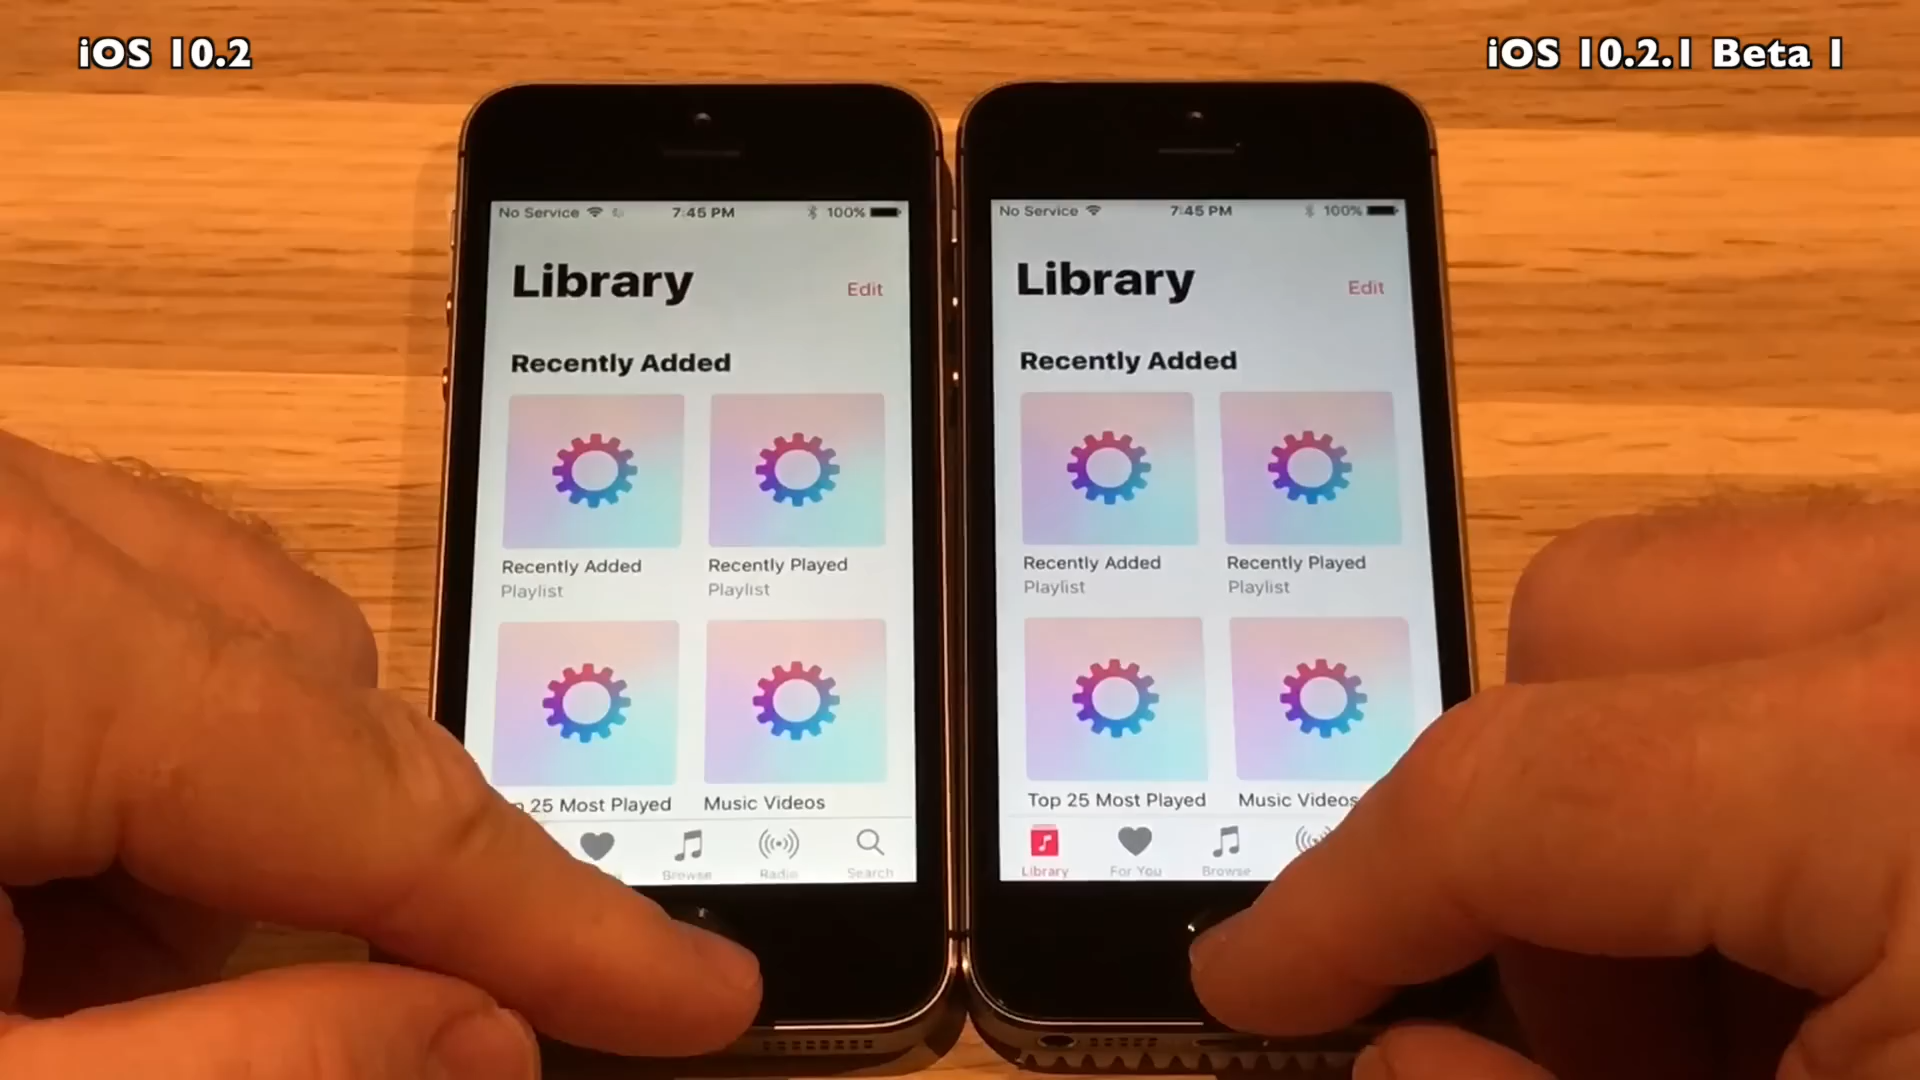 iOS 10.2
iOS 10.2.1 Beta 1
No Service 7:45 PM 100%
Library
Edit
Recently Added
Recently Added
Playlist
Recently Played
Playlist
25 Most Played
Music Videos
Browse
Radio
Search
No Service 7:45 PM 100%
Library
Edit
Recently Added
Recently Added
Playlist
Recently Played
Playlist
Top 25 Most Played
Music Videos
Library
For You
Browse